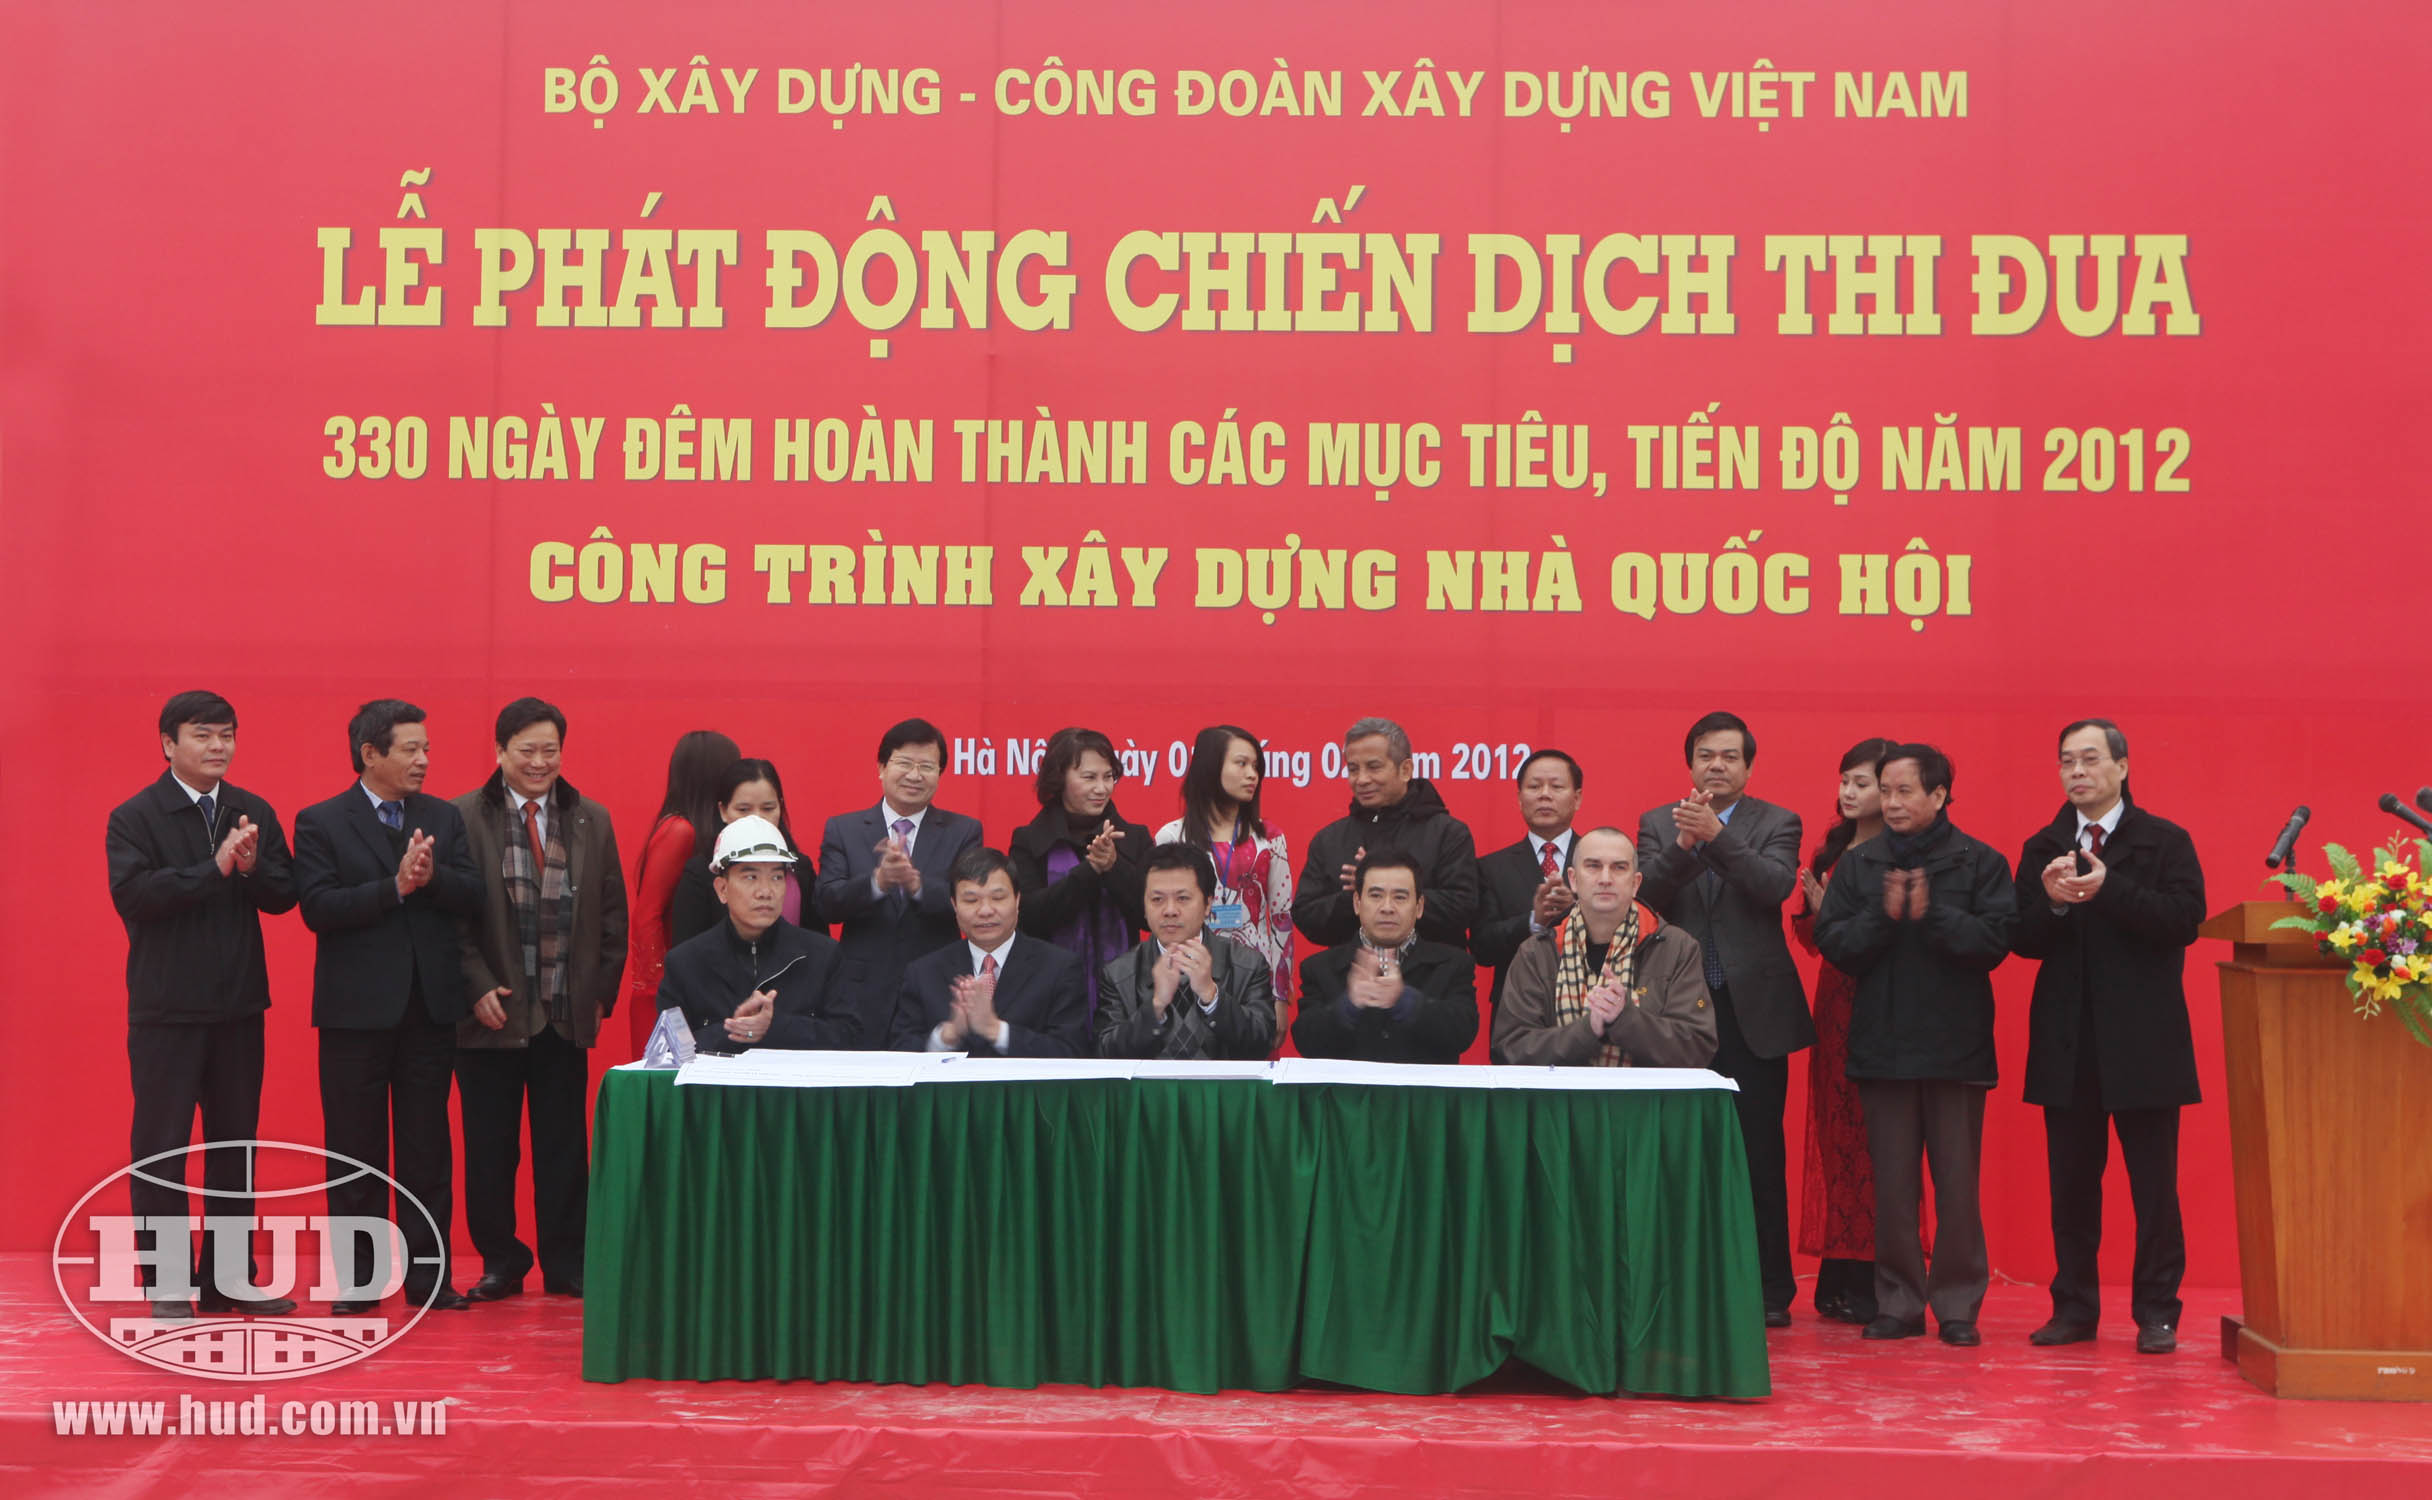 BỘ XÂY DỰNG - CÔNG ĐOÀN XÂY DỰNG VIỆT NAM
LỄ PHÁT ĐỘNG CHIẾN DỊCH THI ĐUA
330 NGÀY ĐÊM HOÀN THÀNH CÁC MỤC TIÊU, TIẾN ĐỘ NĂM 2012
CÔNG TRÌNH XÂY DỰNG NHÀ QUỐC HỘI
Hà 2012
HUD
www.hud.com.vn